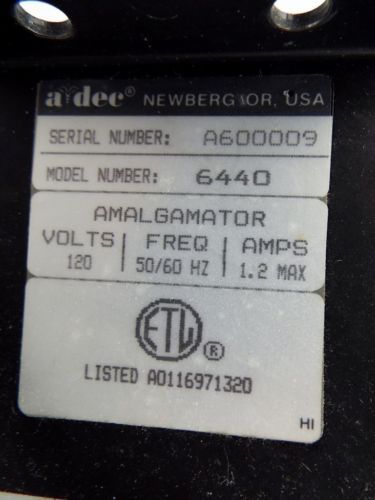 a-dec® NEWBERG, OR, USA
SERIAL NUMBER: A600009
MODEL NUMBER: 6440
AMALGAMATOR
VOLTS FREQ AMPS
120 50/60 HZ 1.2 MAX
ETL ®
LISTED A0116971320
HI